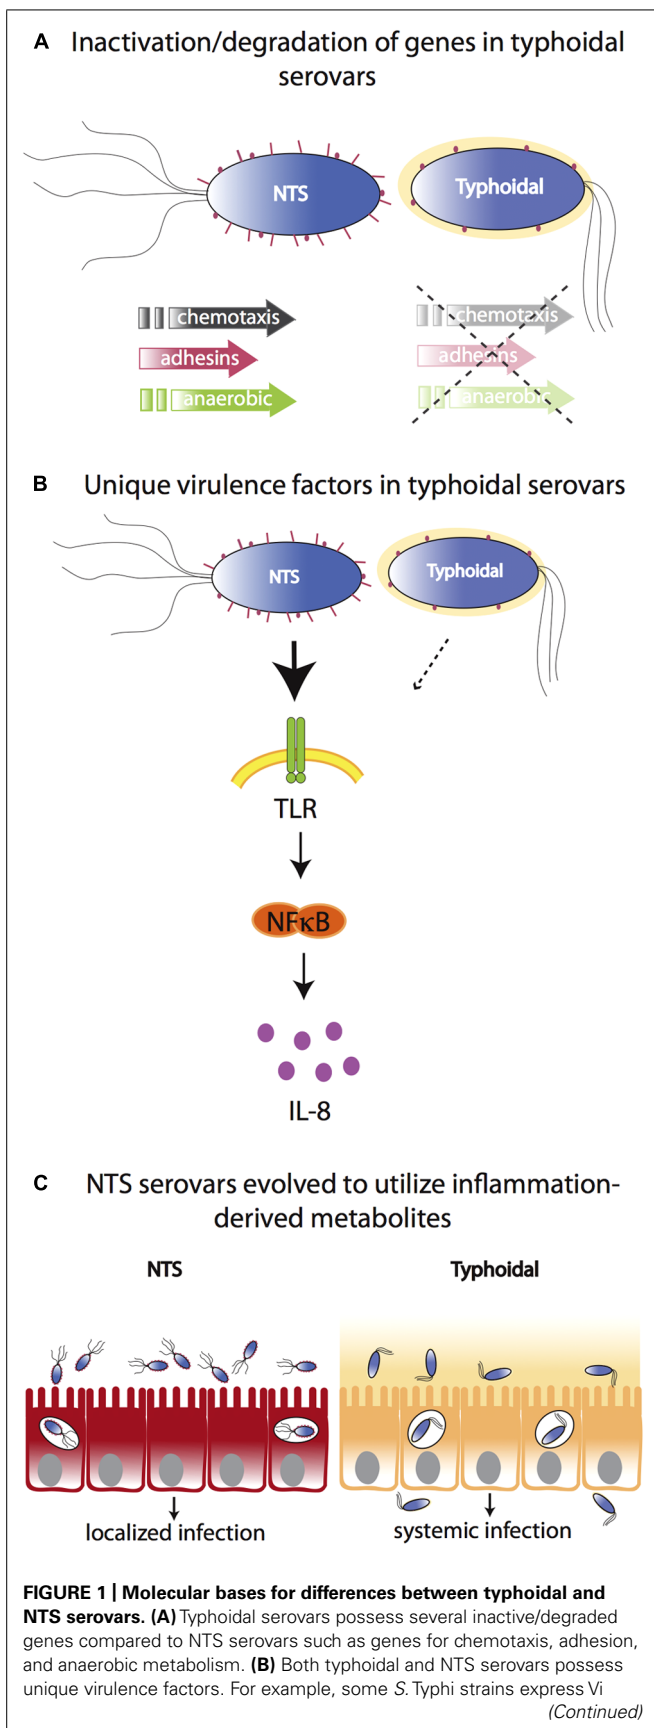 A Inactivation/degradation of genes in typhoidal
serovars
NTS
Typhoidal
chemotaxis
adhesins
anaerobic
chemotaxis
adhesins
anaerobic
B Unique virulence factors in typhoidal serovars
NTS
Typhoidal
TLR
NFκB
IL-8
C NTS serovars evolved to utilize inflammation-
derived metabolites
NTS
Typhoidal
localized infection
systemic infection
FIGURE 1 | Molecular bases for differences between typhoidal and
NTS serovars. (A) Typhoidal serovars possess several inactive/degraded
genes compared to NTS serovars such as genes for chemotaxis, adhesion,
and anaerobic metabolism. (B) Both typhoidal and NTS serovars possess
unique virulence factors. For example, some S. Typhi strains express Vi
(Continued)